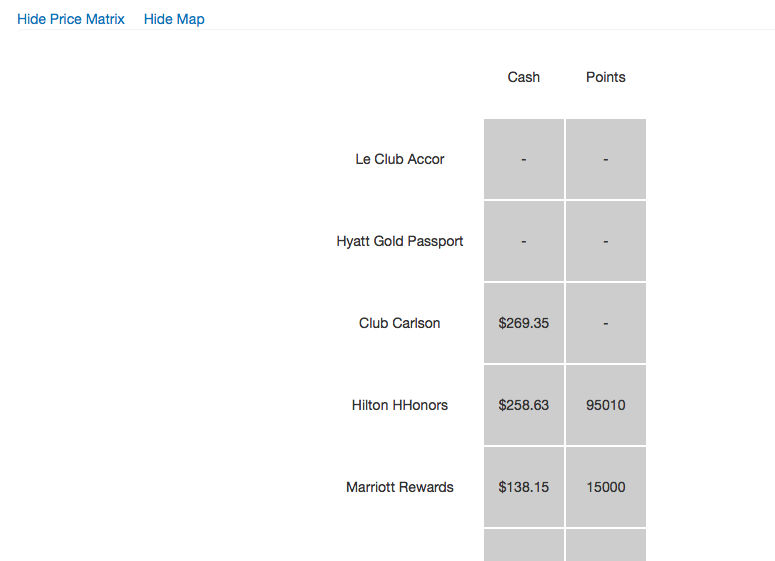 Hide Price Matrix Hide Map
Cash Points
Le Club Accor - -
Hyatt Gold Passport - -
Club Carlson $269.35 -
Hilton HHonors $258.63 95010
Marriott Rewards $138.15 15000